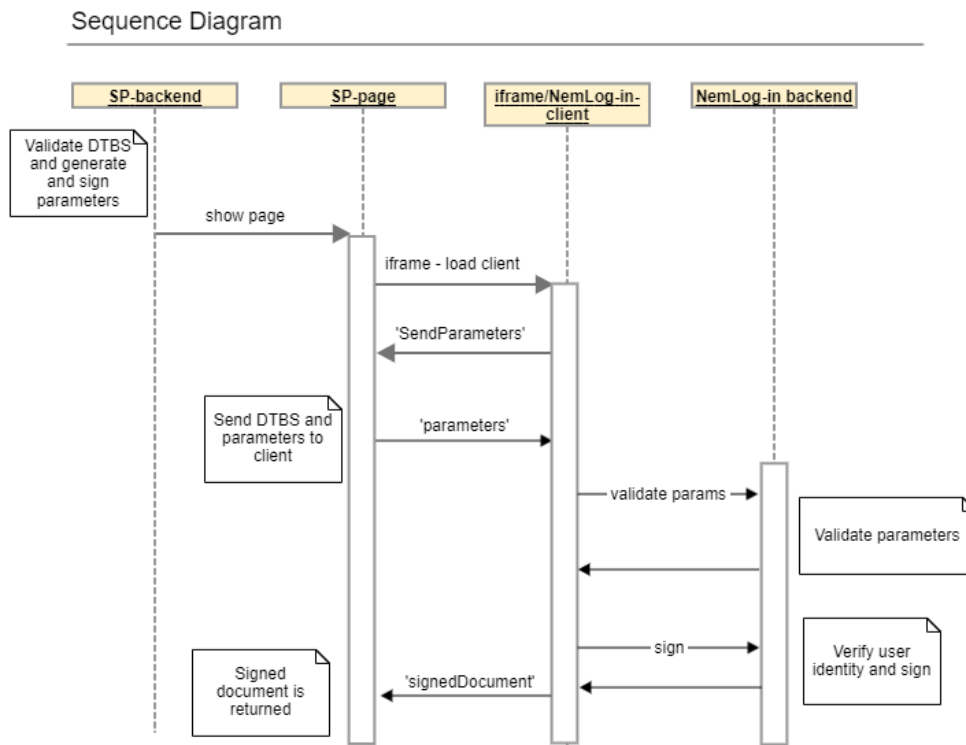 Sequence Diagram
SP-backend
SP-page
iframe/NemLog-in-
client
NemLog-in backend
Validate DTBS
and generate
and sign
parameters
show page
iframe - load client
'SendParameters'
Send DTBS and
parameters to
client
'parameters'
validate params
Validate parameters
sign
Verify user
identity and sign
Signed
document is
returned
'signedDocument'